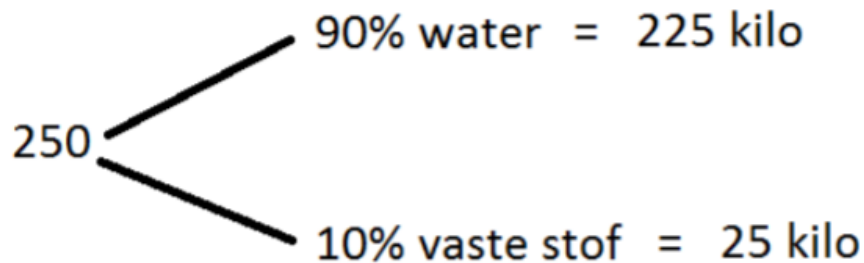 90% water = 225 kilo
250
10% vaste stof = 25 kilo